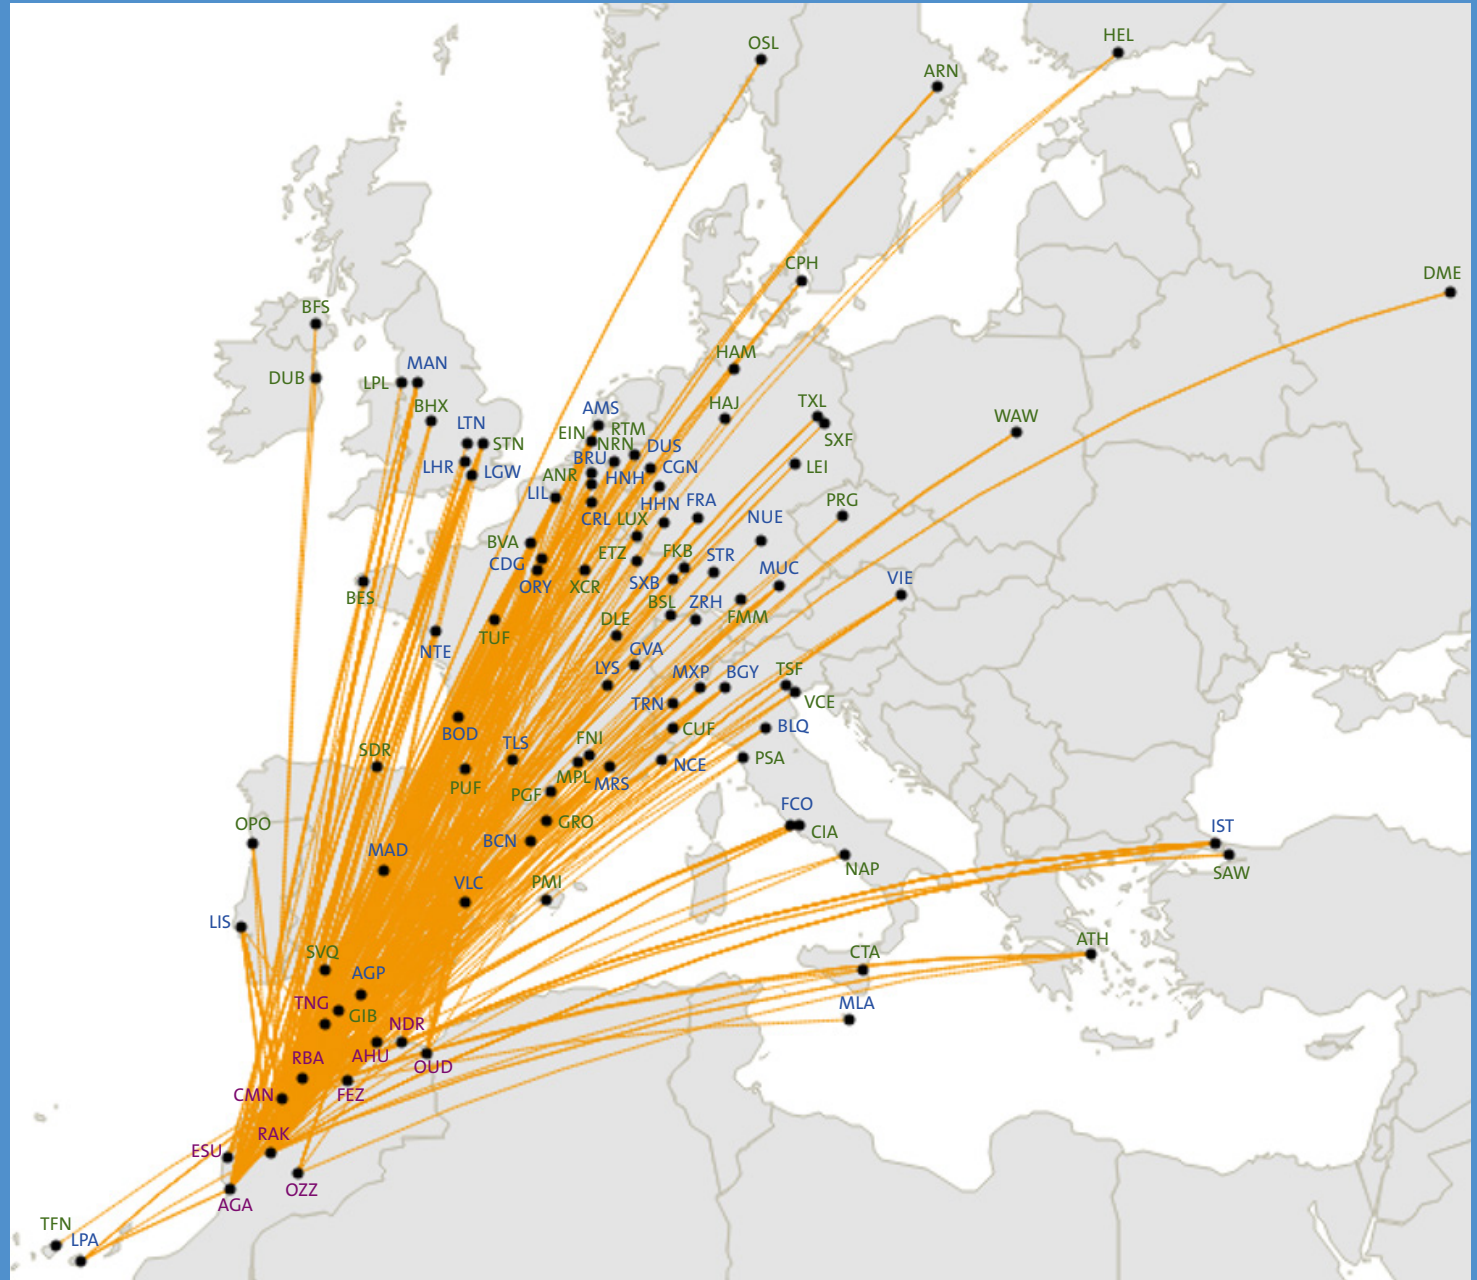 OSL
HEL
ARN
CPH
DME
BFS
HAM
MAN
DUB
LPL
BHX
AMS
HAJ
TXL
LTN
EIN
RTM
WAW
STN
NRN
DUS
SXF
BRU
LHR
LGW
ANR
HNH
CGN
LEI
LIL
HHN
FRA
PRG
CRL
LUX
NUE
BVA
CDG
ETZ
FKB
STR
ORY
XCR
SXB
MUC
VIE
BES
BSL
ZRH
FMM
DLE
TUF
NTE
GVA
LYS
MXP
BGY
TSF
TRN
VCE
BOD
CUF
BLQ
TLS
FNI
SDR
PSA
NCE
MPL
MRS
PUF
PGF
FCO
OPO
GRO
CIA
IST
BCN
MAD
NAP
SAW
VLC
PMI
LIS
SVQ
ATH
CTA
AGP
TNG
MLA
GIB
NDR
RBA
AHU
OUD
CMN
FEZ
RAK
ESU
OZZ
AGA
TFN
LPA